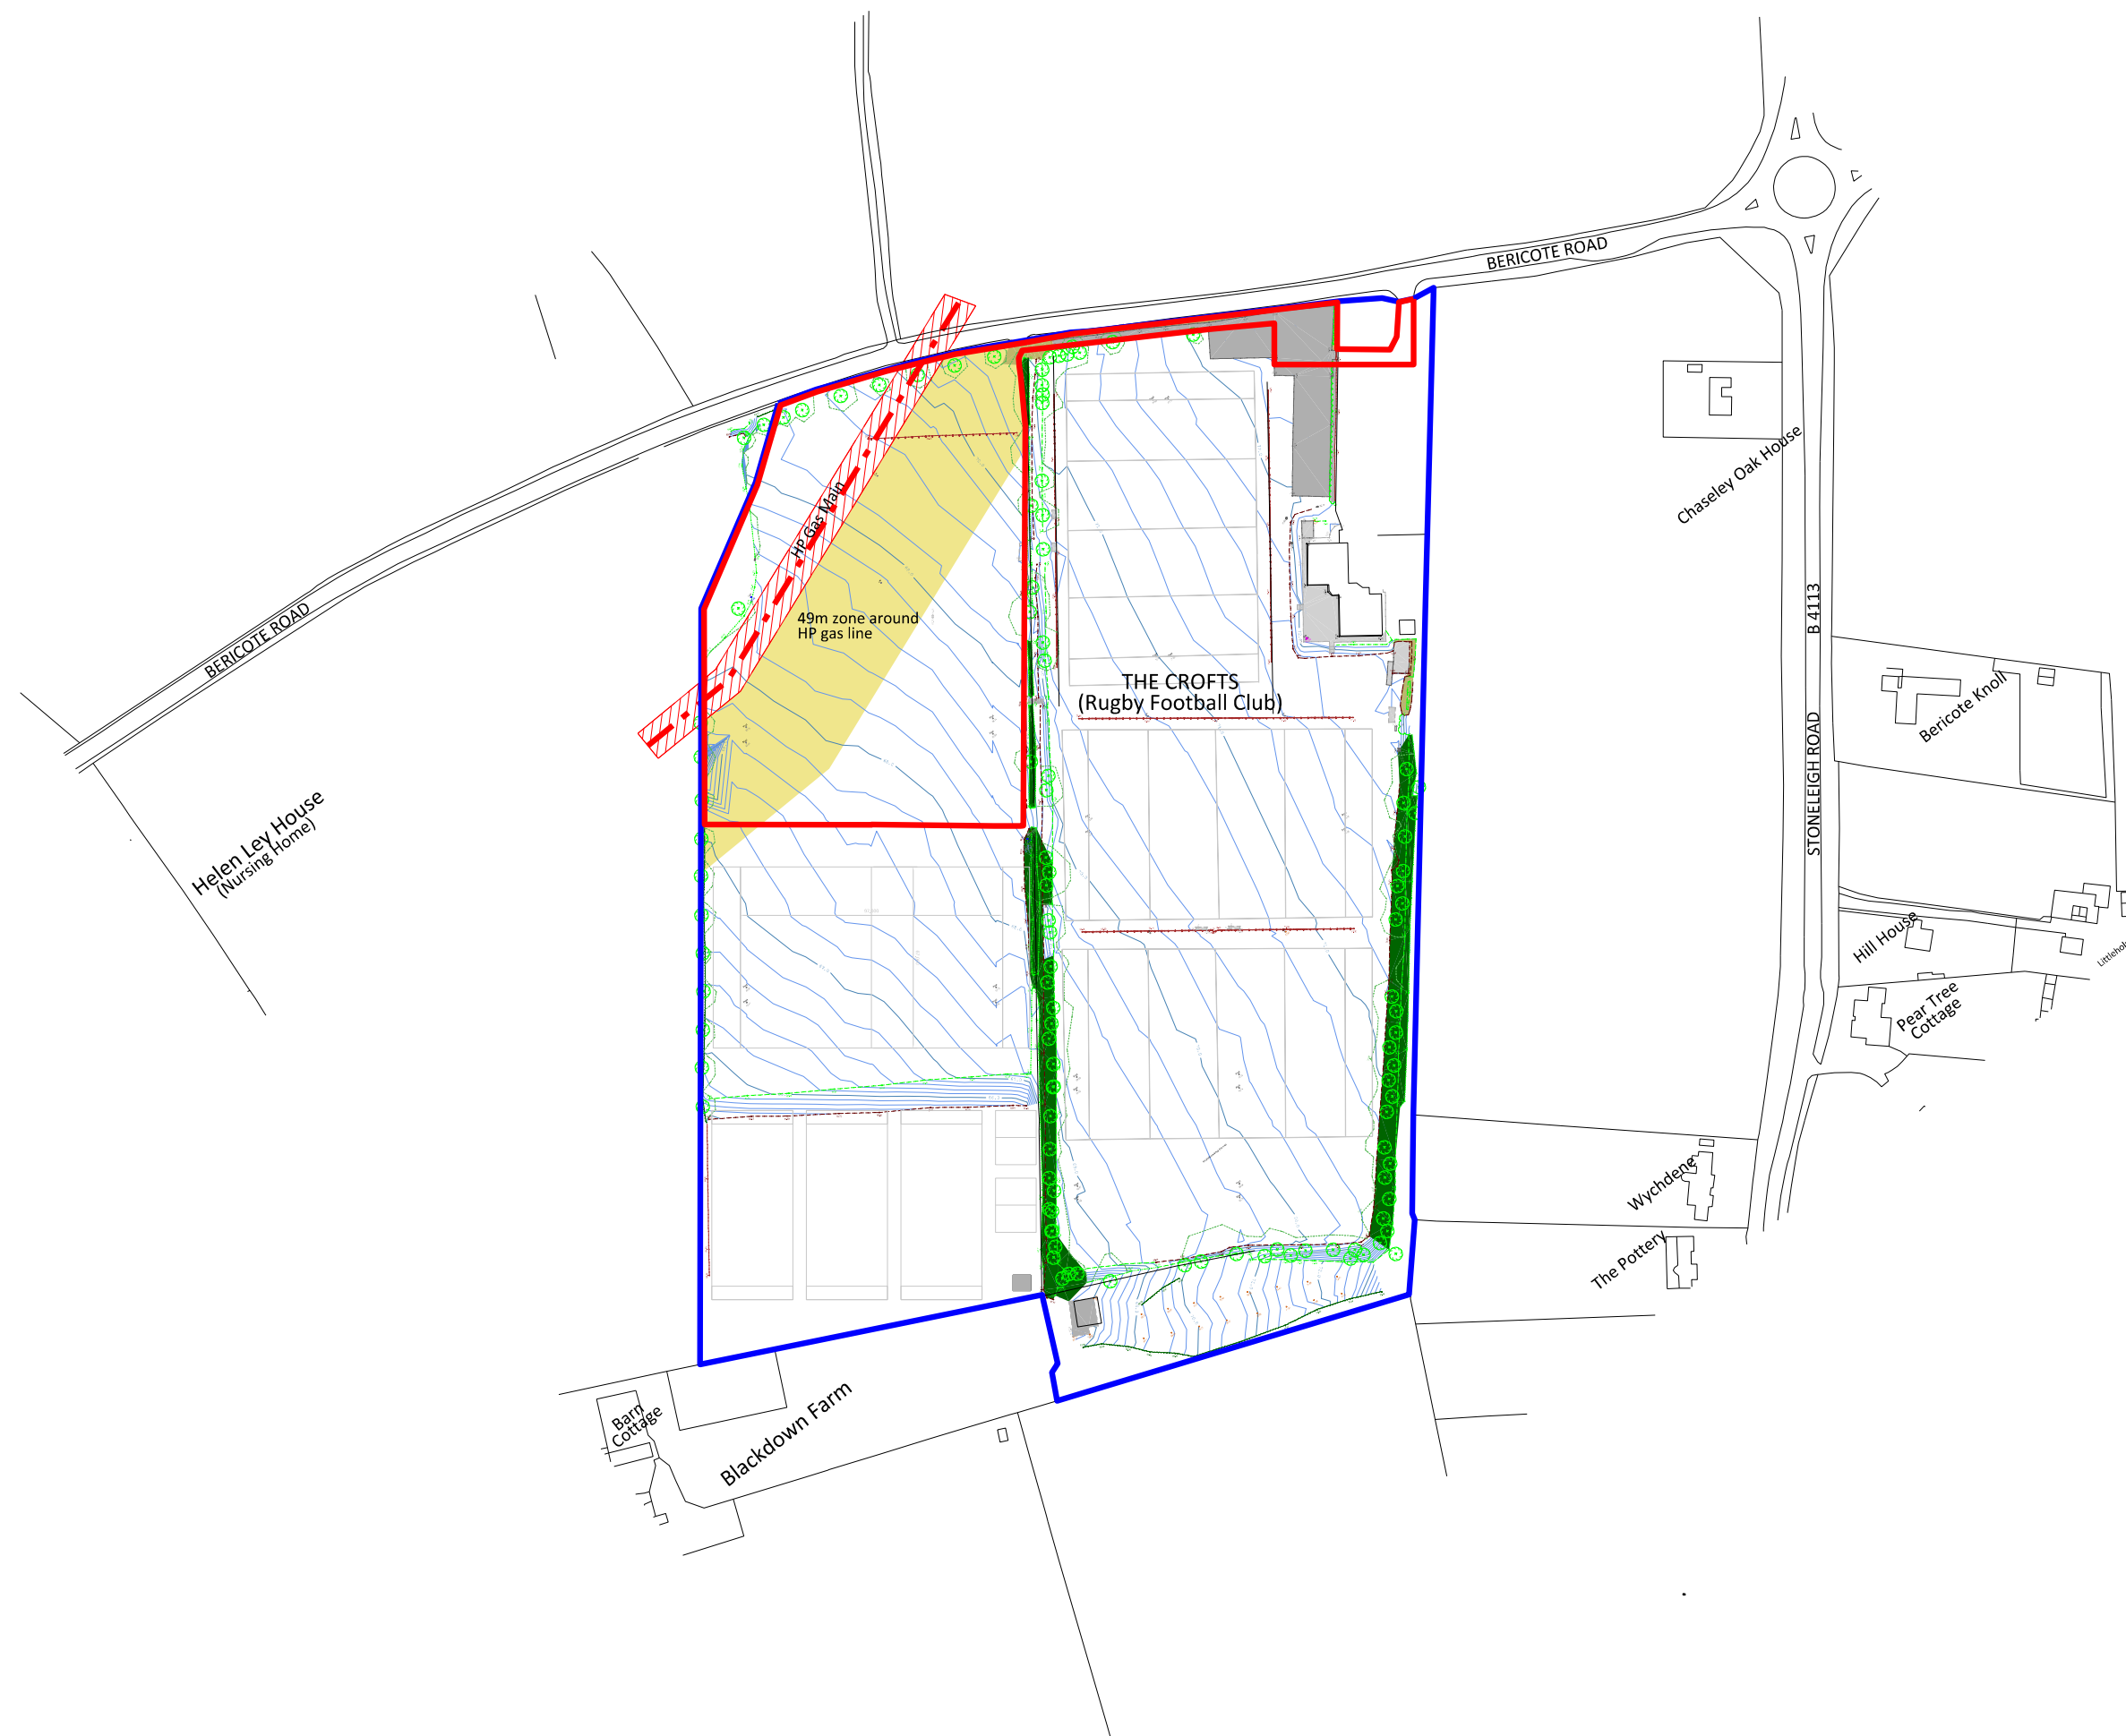 BERICOTE ROAD
Chaseley Oak House
HP Gas Main
49m zone around
HP gas line
B 4113
BERICOTE ROAD
THE CROFTS
(Rugby Football Club)
Bericote Knoll
STONELEIGH ROAD
Helen Ley House
(Nursing Home)
Hill House
Pear Tree
Cottage
Wychdene
The Pottery
Barn
Cottage
Blackdown Farm